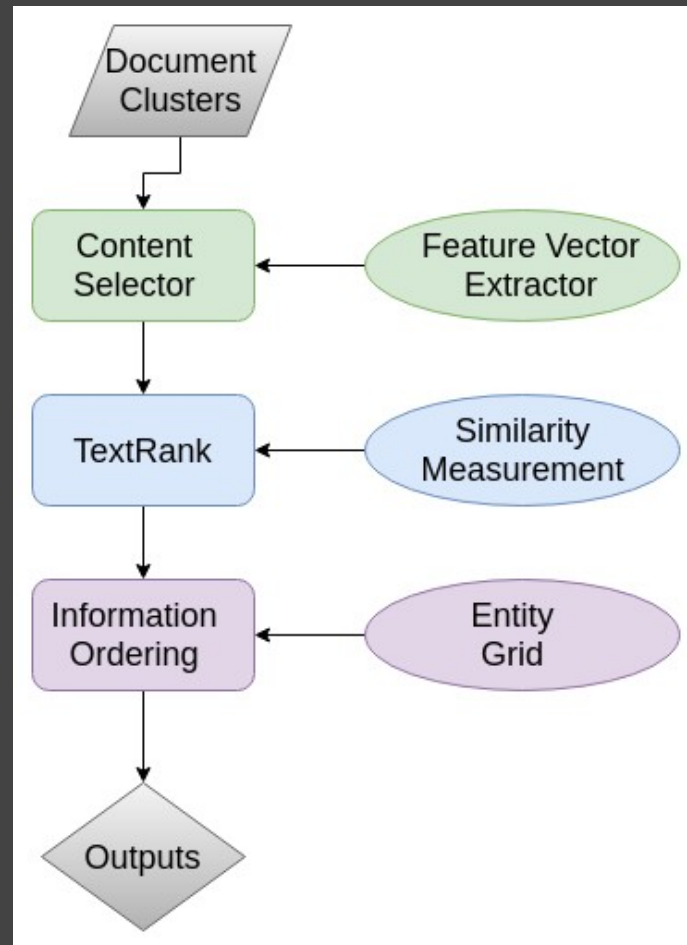 Document
Clusters
Content
Selector
Feature Vector
Extractor
TextRank
Similarity
Measurement
Information
Ordering
Entity
Grid
Outputs